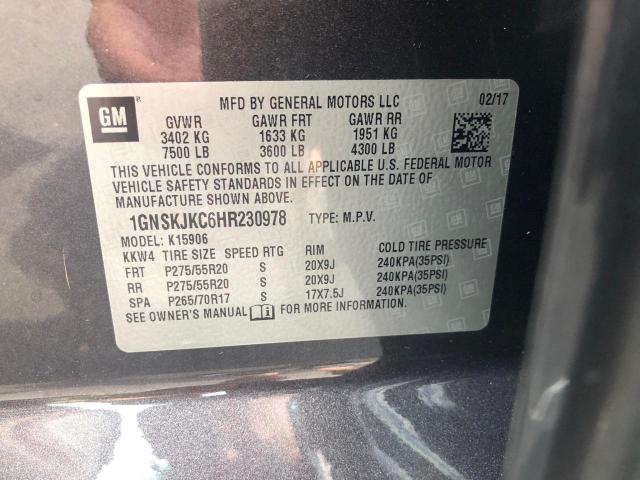 GM
MFD BY GENERAL MOTORS LLC 02/17
GVWR GAWR FRT GAWR RR
3402 KG 1633 KG 1951 KG
7500 LB 3600 LB 4300 LB
THIS VEHICLE CONFORMS TO ALL APPLICABLE U.S. FEDERAL MOTOR
VEHICLE SAFETY STANDARDS IN EFFECT ON THE DATE OF
MANUFACTURE SHOWN ABOVE.
1GNSKJKC6HR230978 TYPE: M.P.V.
MODEL: K15906
KKW4 TIRE SIZE SPEED RTG RIM COLD TIRE PRESSURE
FRT P275/55R20 S 20X9J 240KPA(35PSI)
RR P275/55R20 S 20X9J 240KPA(35PSI)
SPA P265/70R17 S 17X7.5J 240KPA(35PSI)
SEE OWNER'S MANUAL FOR MORE INFORMATION.